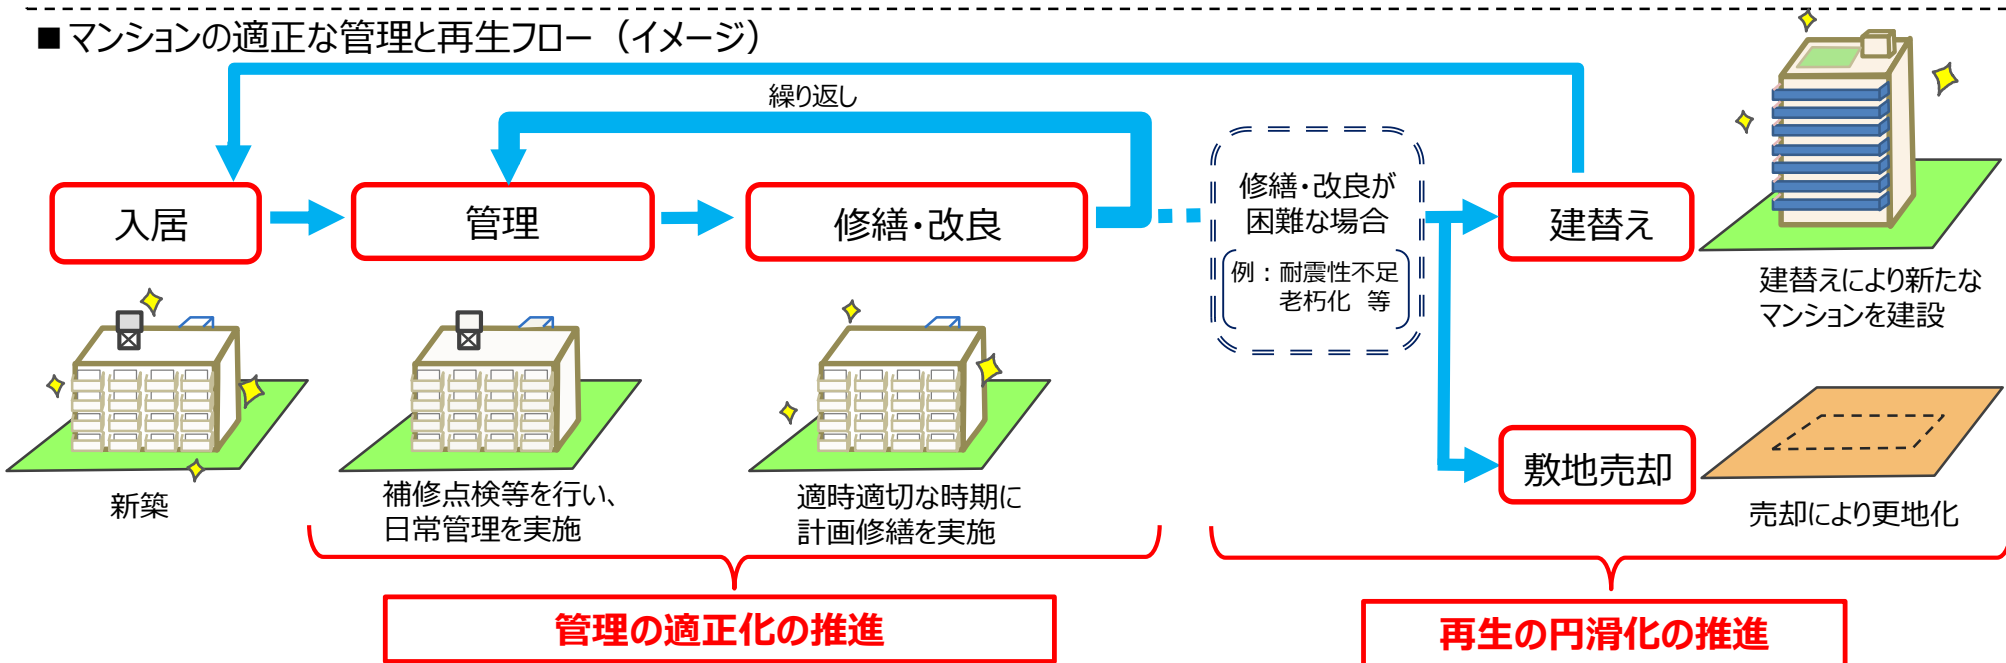 ■マンションの適正な管理と再生フロー（イメージ）
繰り返し
入居
管理
修繕・改良
修繕・改良が
困難な場合
例：耐震性不足
老朽化 等
建替え
建替えにより新たな
マンションを建設
敷地売却
売却により更地化
新築
補修点検等を行い、
日常管理を実施
適時適切な時期に
計画修繕を実施
管理の適正化の推進
再生の円滑化の推進